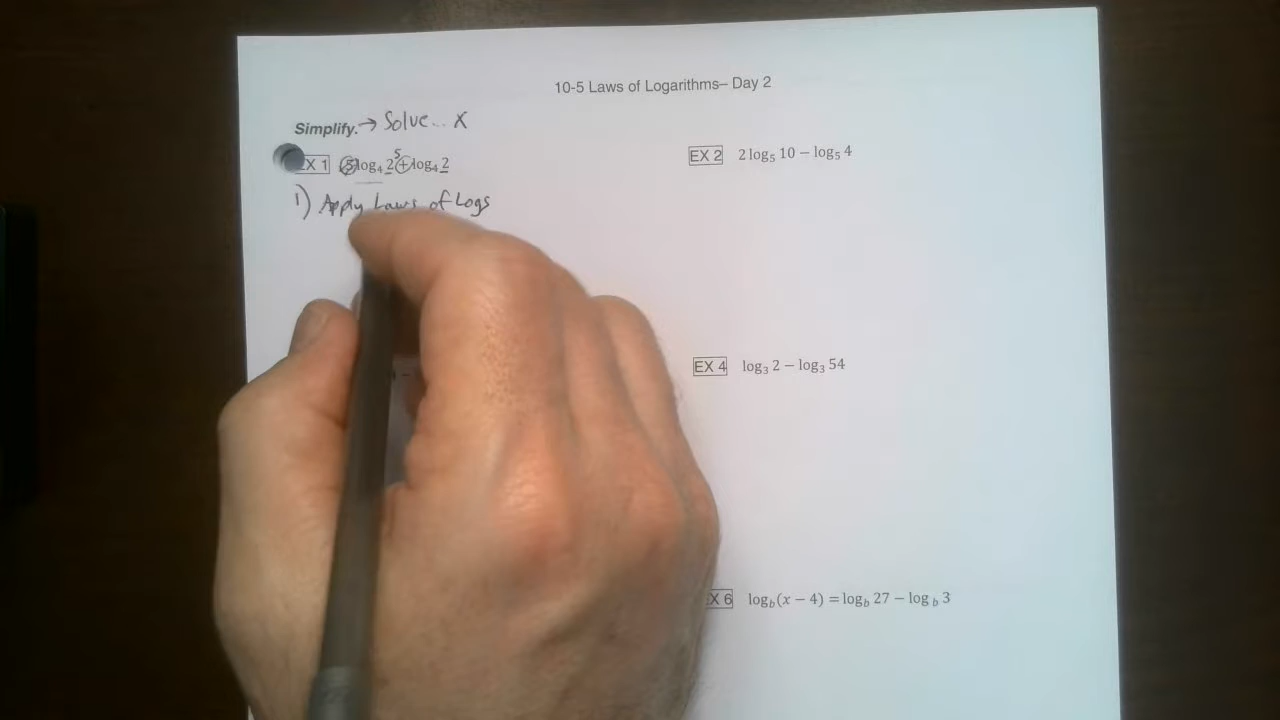 10-5 Laws of Logarithms– Day 2
Simplify. → Solve... x
EX 1 5log₄ 2⁵ + log₄ 2
EX 2 2 log₅ 10 − log₅ 4
1) Apply Laws of Logs
EX 4 log₃ 2 − log₃ 54
EX 6 log_b(x − 4) = log_b 27 − log_b 3